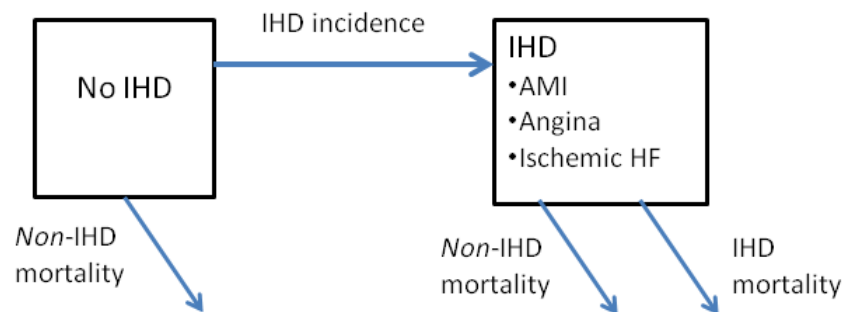 IHD incidence
No IHD
IHD
•AMI
•Angina
•Ischemic HF
Non-IHD
mortality
Non-IHD
mortality
IHD
mortality